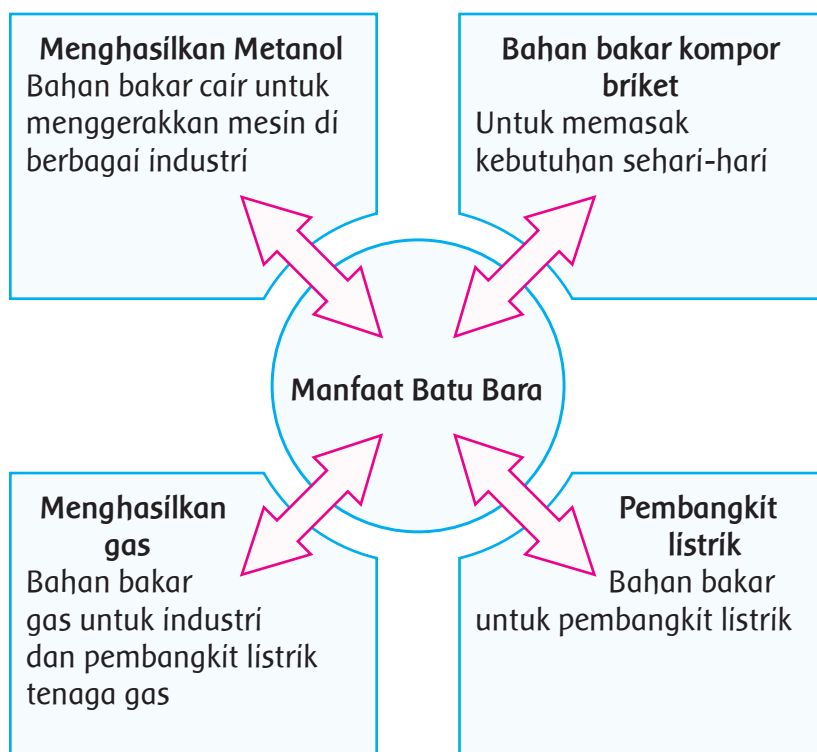 Menghasilkan Metanol
Bahan bakar cair untuk
menggerakkan mesin di
berbagai industri
Bahan bakar kompor
briket
Untuk memasak
kebutuhan sehari-hari
Manfaat Batu Bara
Menghasilkan
gas
Bahan bakar
gas untuk industri
dan pembangkit listrik
tenaga gas
Pembangkit
listrik
Bahan bakar
untuk pembangkit listrik